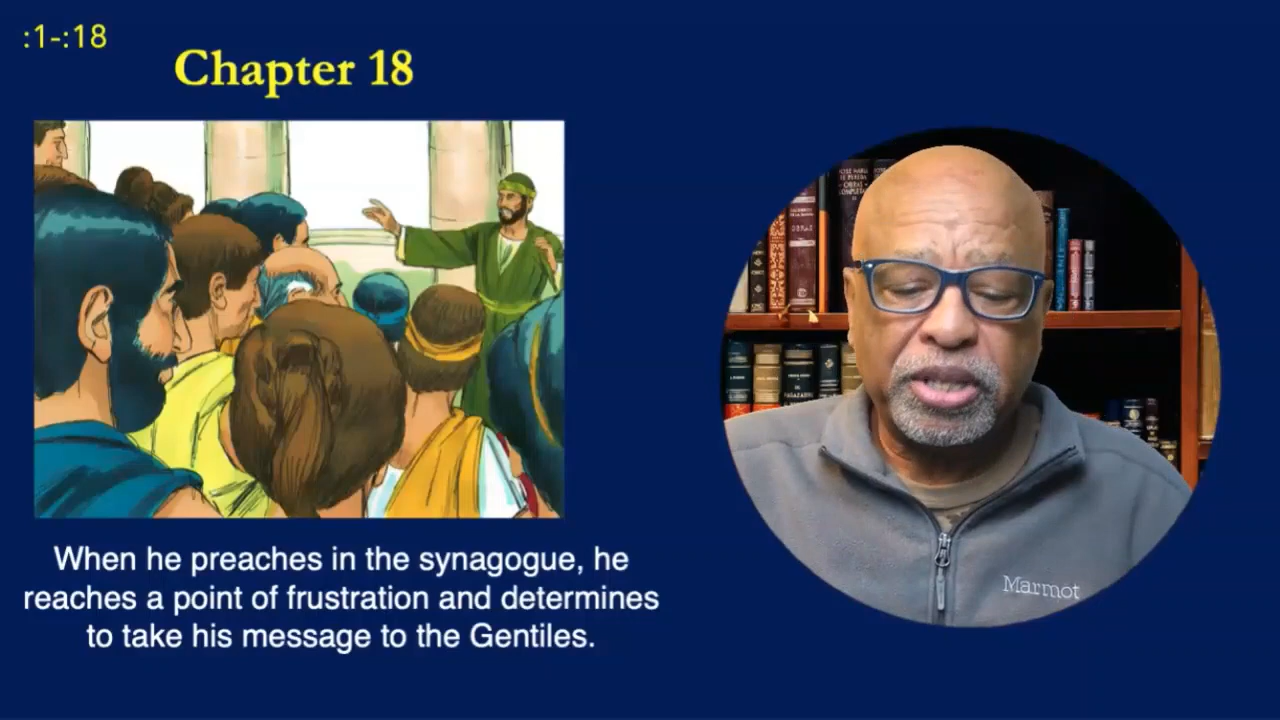 :1-:18
Chapter 18
When he preaches in the synagogue, he
reaches a point of frustration and determines
to take his message to the Gentiles.
OBRAS
Marmot